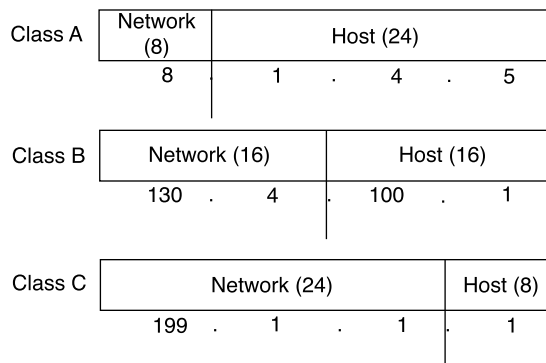 Class A
Network
(8)
Host (24)
8 . 1 . 4 . 5
Class B
Network (16)
Host (16)
130 . 4 . 100 . 1
Class C
Network (24)
Host (8)
199 . 1 . 1 . 1